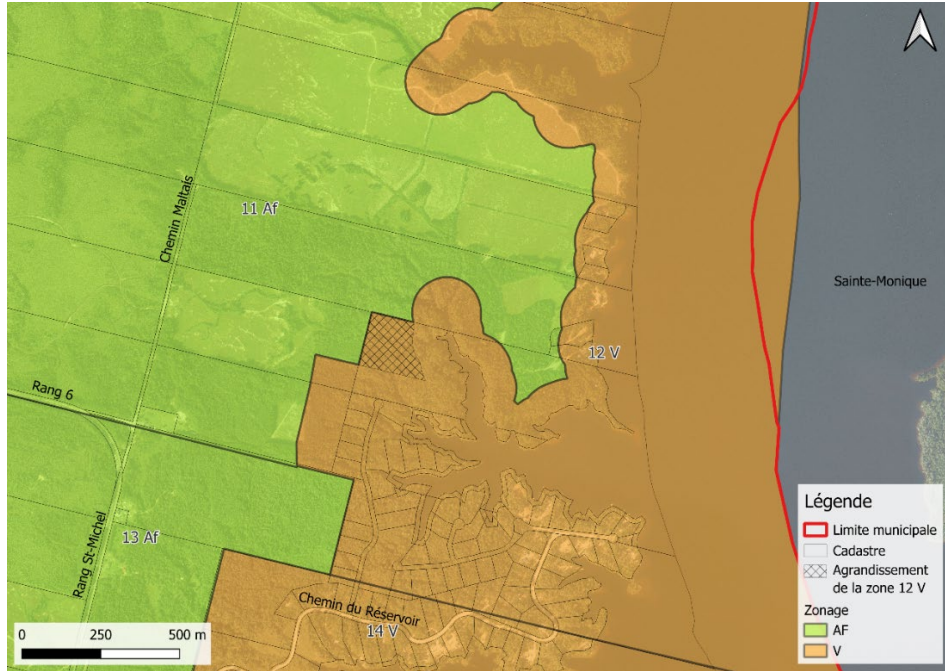 Chemin Maltais
11 Af
Sainte-Monique
12 V
Rang 6
Rang St-Michel
13 Af
Chemin du Réservoir
14 V
0 250 500 m
Légende
Limite municipale
Cadastre
Agrandissement
de la zone 12 V
Zonage
AF
V